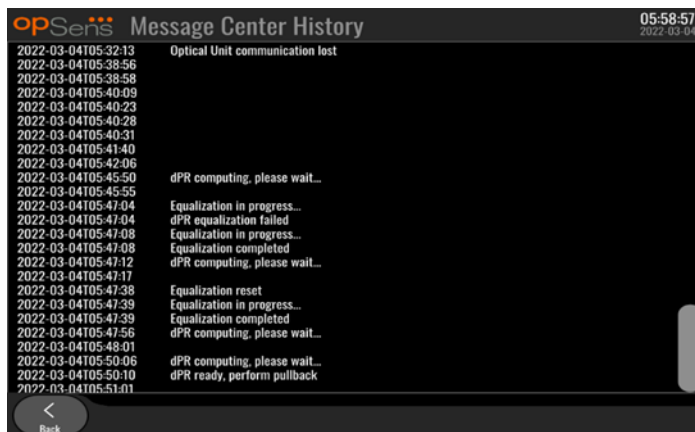 opSens Message Center History 05:58:57
2022-03-04
2022-03-04T05:32:13 Optical Unit communication lost
2022-03-04T05:38:56
2022-03-04T05:38:58
2022-03-04T05:40:09
2022-03-04T05:40:23
2022-03-04T05:40:28
2022-03-04T05:40:31
2022-03-04T05:41:40
2022-03-04T05:42:06
2022-03-04T05:45:50 dPR computing, please wait...
2022-03-04T05:45:55
2022-03-04T05:47:04 Equalization in progress...
2022-03-04T05:47:04 dPR equalization failed
2022-03-04T05:47:08 Equalization in progress...
2022-03-04T05:47:08 Equalization completed
2022-03-04T05:47:12 dPR computing, please wait...
2022-03-04T05:47:17
2022-03-04T05:47:38 Equalization reset
2022-03-04T05:47:39 Equalization in progress...
2022-03-04T05:47:39 Equalization completed
2022-03-04T05:47:56 dPR computing, please wait...
2022-03-04T05:48:01
2022-03-04T05:50:06 dPR computing, please wait...
2022-03-04T05:50:10 dPR ready, perform pullback
2022-03-04T05:51:01
Back